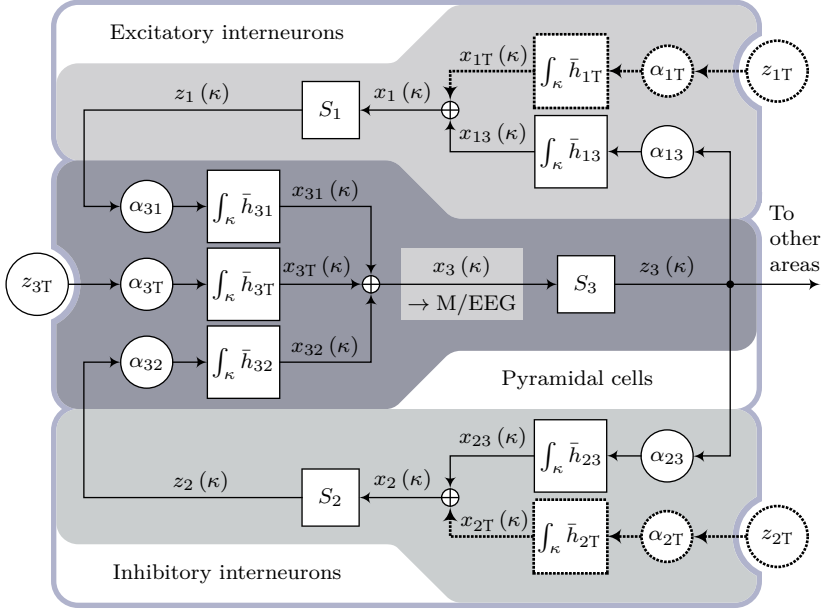 Excitatory interneurons
x1T (κ)
∫κ h̄1T
α1T
z1T
z1 (κ)
S1
x1 (κ)
x13 (κ)
∫κ h̄13
α13
α31
∫κ h̄31
x31 (κ)
To
other
areas
z3T
α3T
∫κ h̄3T
x3T (κ)
x3 (κ)
→ M/EEG
S3
z3 (κ)
α32
∫κ h̄32
x32 (κ)
Pyramidal cells
x23 (κ)
∫κ h̄23
α23
z2 (κ)
S2
x2 (κ)
x2T (κ)
∫κ h̄2T
α2T
z2T
Inhibitory interneurons